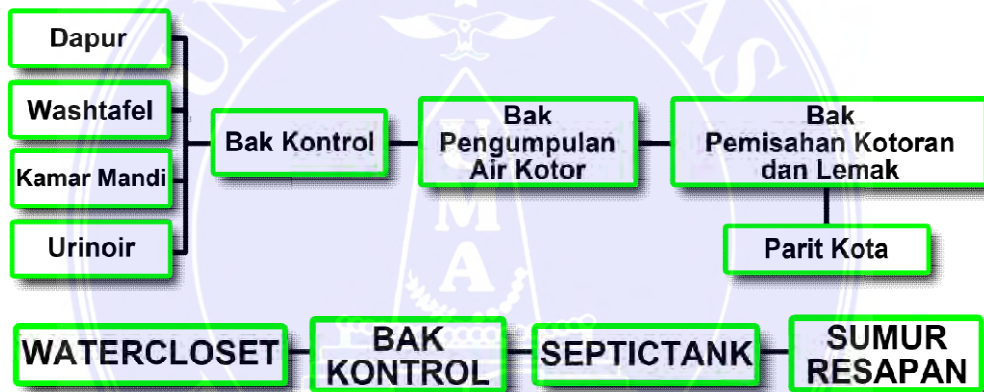 Dapur
Washtafel
Kamar Mandi
Urinoir
Bak Kontrol
Bak
Pengumpulan
Air Kotor
Bak
Pemisahan Kotoran
dan Lemak
Parit Kota
WATERCLOSET
BAK
KONTROL
SEPTICTANK
SUMUR
RESAPAN
UMA